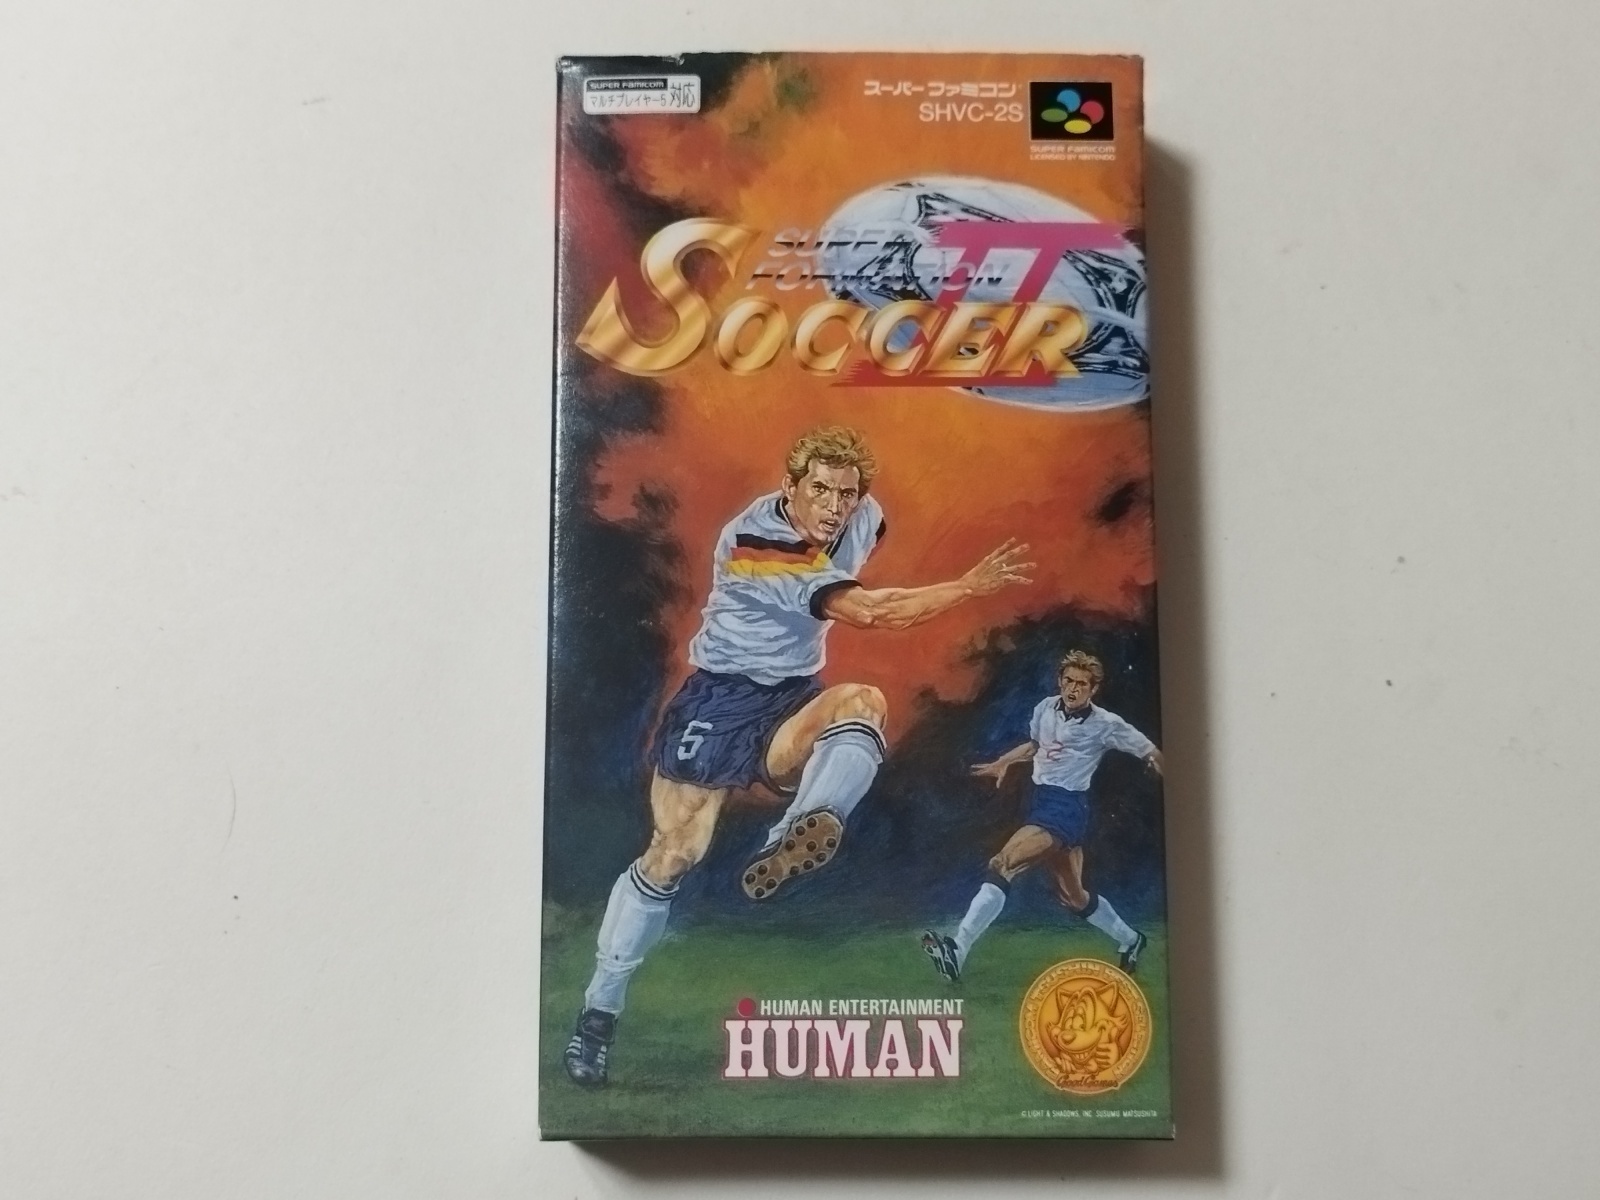 SUPER FAMICOM
マルチプレイヤー5 対応
スーパーファミコン
SHVC-2S
SUPER FAMICOM
LICENSED BY NINTENDO
SUPER
FORMATION
SOCCER II
5
HUMAN ENTERTAINMENT
HUMAN
Good Games
© LIGHT & SHADOWS, INC. SUSUMU MATSUSHITA